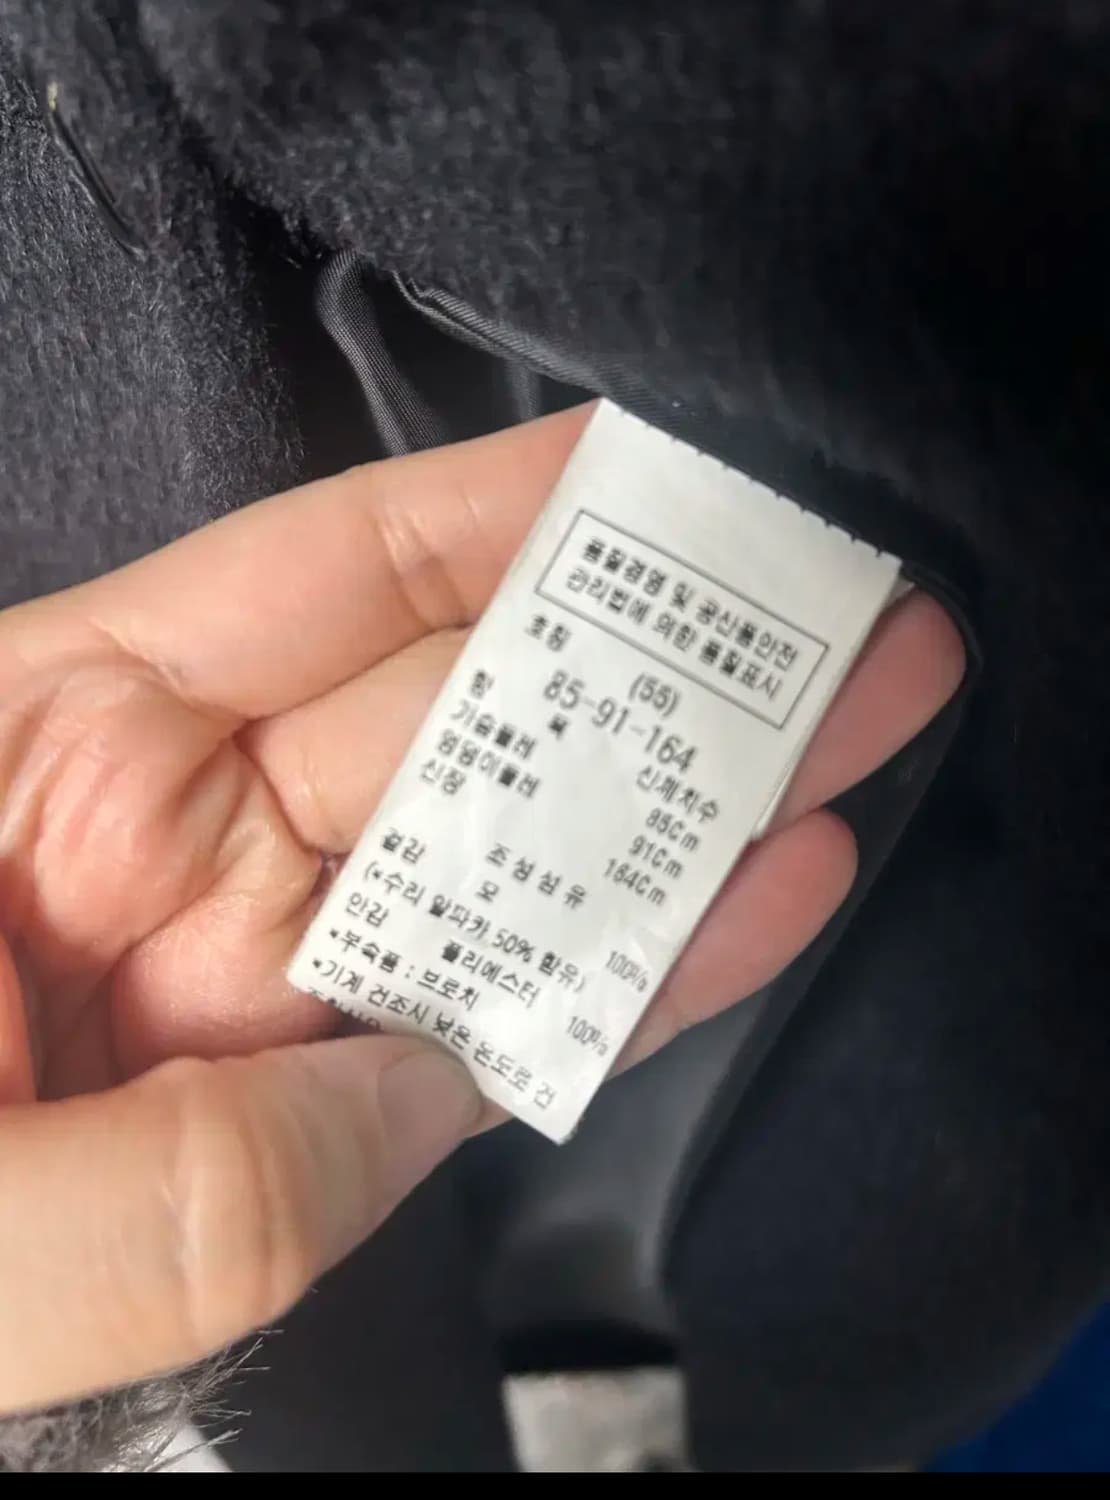 품질경영 및 공산품안전
관리법에 의한 품질표시
호칭 (55)
85-91-164
항 목 신체치수
가슴둘레 85Cm
엉덩이둘레 91Cm
신장 164Cm
겉감 조성섬유
모 100%
(*수리 알파카 50% 함유)
안감 폴리에스터 100%
*부속품 : 브로치
*기계 건조시 낮은 온도로 건